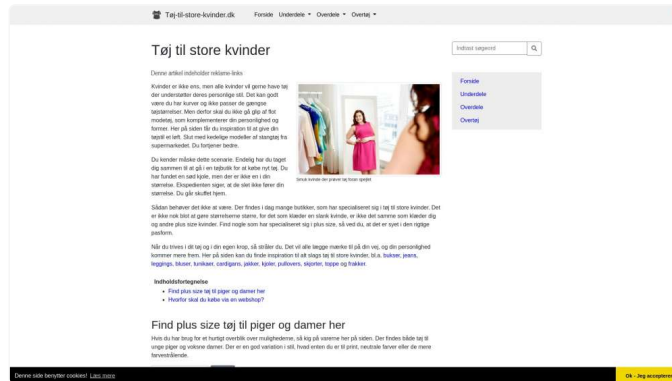 Tøj-til-store-kvinder.dk Forside Underdele Overdele Overtøj
Tøj til store kvinder
Denne artikel indeholder reklame-links
Kvinder er ikke ens, men alle kvinder vil gerne have tøj
der understøtter deres personlige stil. Det kan godt
være du har kurver og ikke passer de gængse
tøjstørrelser. Men derfor skal du ikke gå glip af flot
modetøj, som komplementerer din personlighed og
former. Her på siden får du inspiration til at give din
tøjstil et løft. Slut med kedelige modeller af stangtøj fra
supermarkedet. Du fortjener bedre.
Du kender måske dette scenarie. Endelig har du taget
dig sammen til at gå i en tøjbutik for at købe nyt tøj. Du
har fundet en sød kjole, men der er ikke en i din
størrelse. Ekspedienten siger, at de slet ikke fører din
størrelse. Du går skuffet hjem.
Smuk kvinde der prøver tøj foran spejlet
Sådan behøver det ikke at være. Der findes i dag mange butikker, som har specialiseret sig i tøj til store kvinder. Det
er ikke nok blot at gøre størrelserne større, for det som klæder en slank kvinde, er ikke det samme som klæder dig
og andre plus size kvinder. Find nogle som har specialiseret sig i plus size, så ved du, at det er syet i den rigtige
pasform.
Når du trives i dit tøj og i din egen krop, så stråler du. Det vil alle lægge mærke til på din vej, og din personlighed
kommer mere frem. Her på siden kan du finde inspiration til alt slags tøj til store kvinder, bl.a. bukser, jeans,
leggings, bluser, tunikaer, cardigans, jakker, kjoler, pullovers, skjorter, toppe og frakker.
Indholdsfortegnelse
Find plus size tøj til piger og damer her
Hvorfor skal du købe via en webshop?
Find plus size tøj til piger og damer her
Hvis du har brug for et hurtigt overblik over mulighederne, så kig på varerne her på siden. Der findes både tøj til
unge piger og voksne damer. Der er en god variation i stil, hvad enten du er til print, neutrale farver eller de mere
farvestrålende.
Indtast søgeord
Forside
Underdele
Overdele
Overtøj
Denne side benytter cookies! Læs mere
Ok - Jeg accepterer